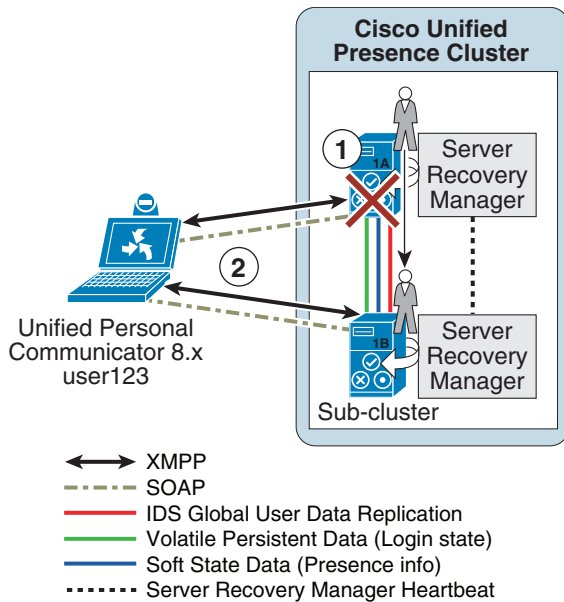 Cisco Unified
Presence Cluster
1
1A
Server
Recovery
Manager
2
Unified Personal
Communicator 8.x
user123
1B
Server
Recovery
Manager
Sub-cluster
XMPP
SOAP
IDS Global User Data Replication
Volatile Persistent Data (Login state)
Soft State Data (Presence info)
Server Recovery Manager Heartbeat